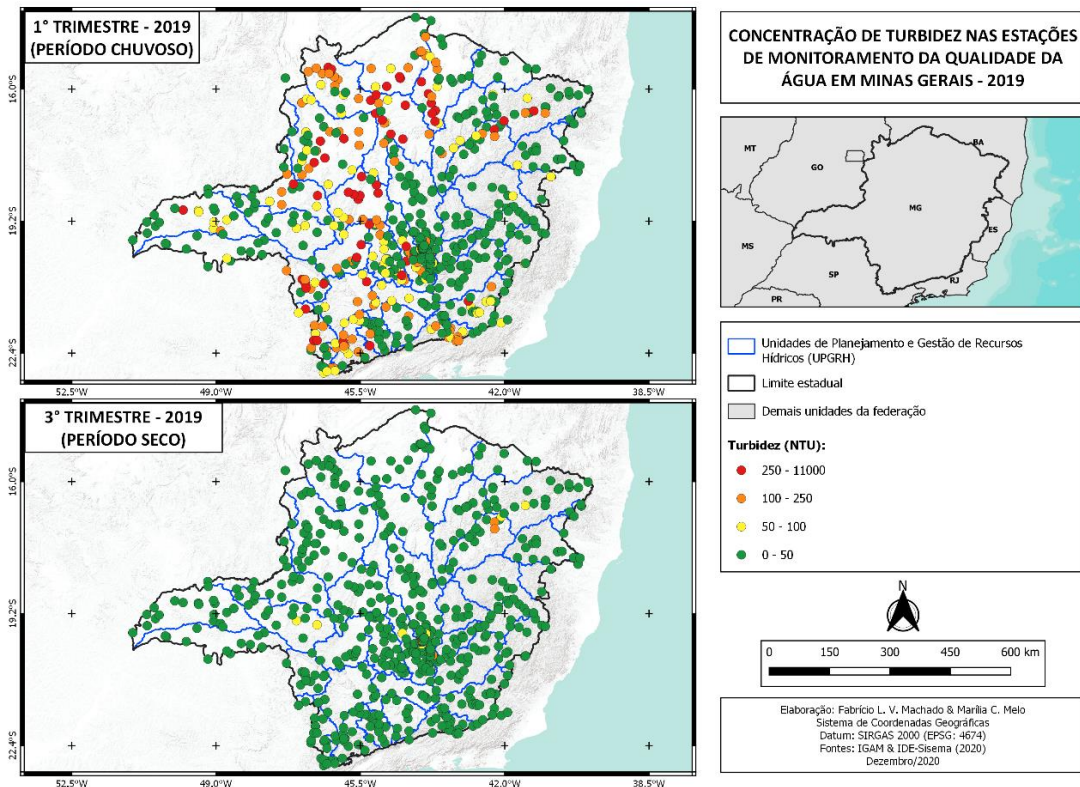 1° TRIMESTRE - 2019
(PERÍODO CHUVOSO)
16.0°S
19.2°S
22.4°S
52.5°W
49.0°W
45.5°W
42.0°W
38.5°W
3° TRIMESTRE - 2019
(PERÍODO SECO)
16.0°S
19.2°S
22.4°S
52.5°W
49.0°W
45.5°W
42.0°W
38.5°W
CONCENTRAÇÃO DE TURBIDEZ NAS ESTAÇÕES
DE MONITORAMENTO DA QUALIDADE DA
ÁGUA EM MINAS GERAIS - 2019
MT
GO
BA
MG
ES
MS
SP
RJ
PR
Unidades de Planejamento e Gestão de Recursos
Hídricos (UPGRH)
Limite estadual
Demais unidades da federação
Turbidez (NTU):
250 - 11000
100 - 250
50 - 100
0 - 50
N
0 150 300 450 600 km
Elaboração: Fabrício L. V. Machado & Marília C. Melo
Sistema de Coordenadas Geográficas
Datum: SIRGAS 2000 (EPSG: 4674)
Fontes: IGAM & IDE-Sisema (2020)
Dezembro/2020